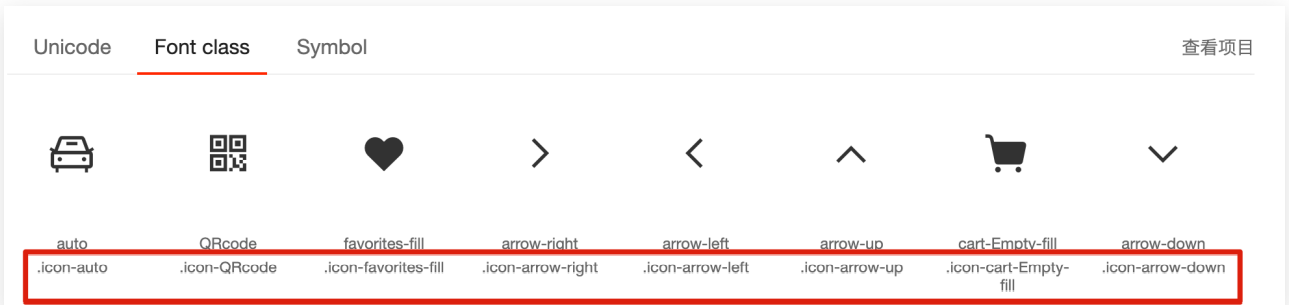 Unicode Font class Symbol 查看项目
auto QRcode favorites-fill arrow-right arrow-left arrow-up cart-Empty-fill arrow-down
.icon-auto .icon-QRcode .icon-favorites-fill .icon-arrow-right .icon-arrow-left .icon-arrow-up .icon-cart-Empty- .icon-arrow-down
fill